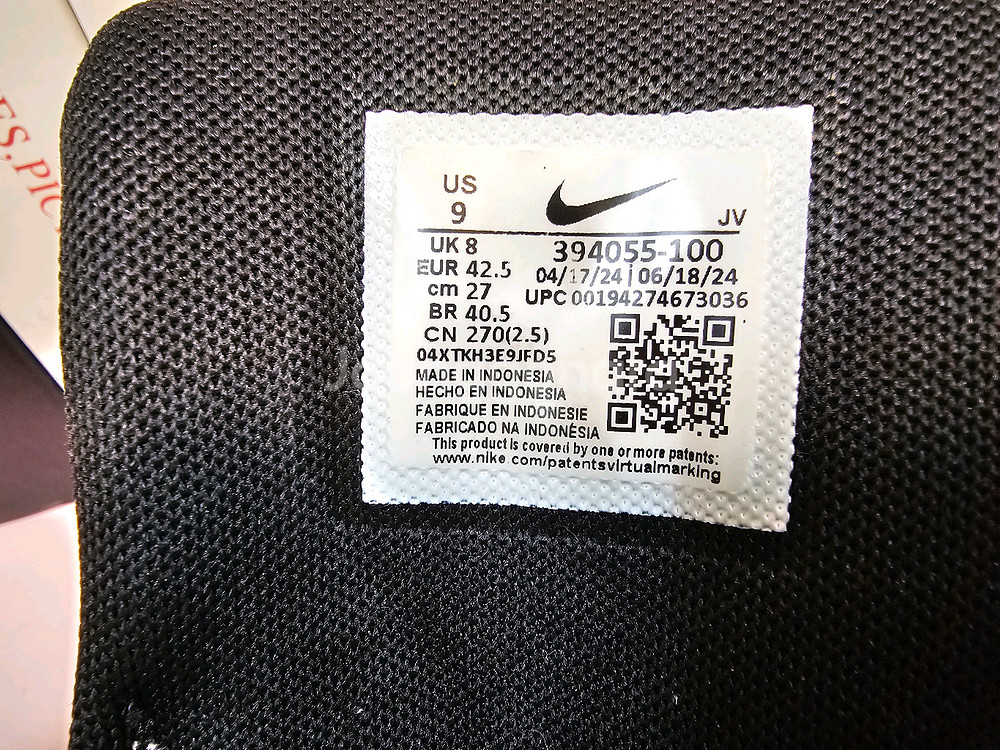 ES, PIC
US
9
JV
UK 8
394055-100
EUR 42.5
04/17/24|06/18/24
cm 27
UPC 00194274673036
BR 40.5
CN 270(2.5)
04XTKH3E9JFD5
MADE IN INDONESIA
HECHO EN INDONESIA
FABRIQUE EN INDONESIE
FABRICADO NA INDONÉSIA
This product is covered by one or more patents:
www.nike.com/patentsvirtualmarking